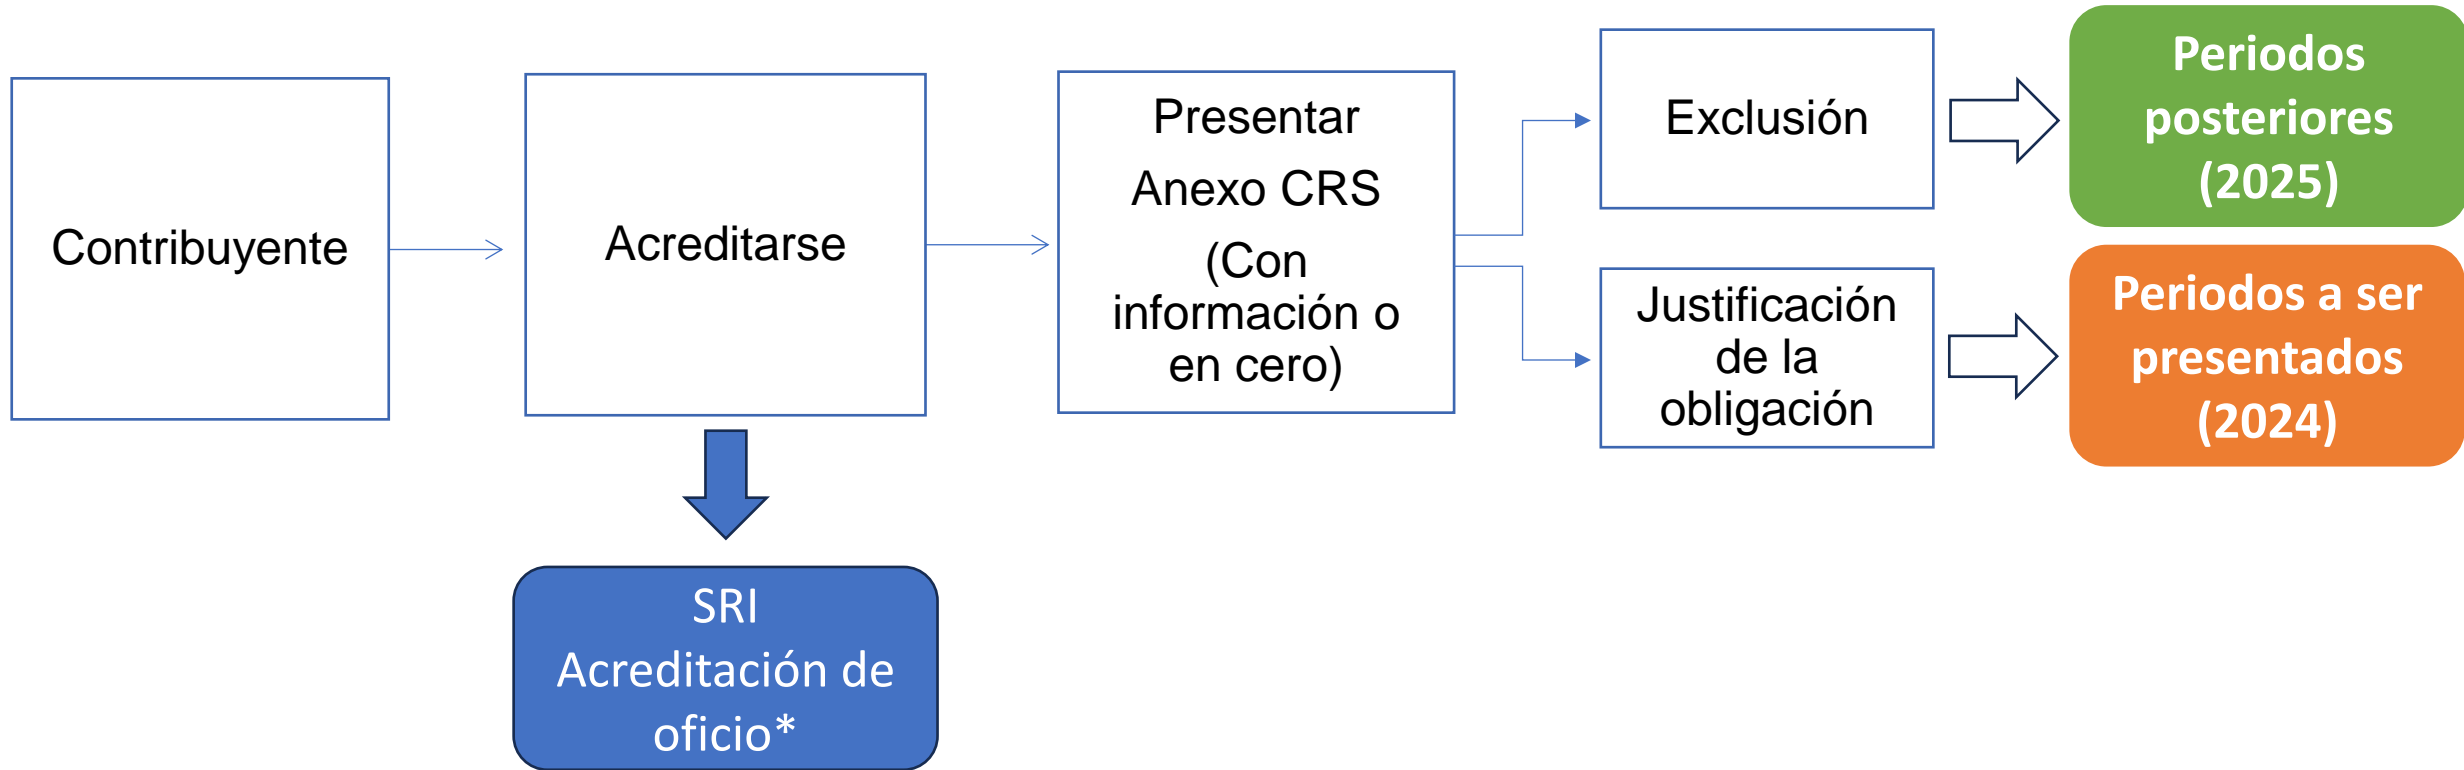 Contribuyente
Acreditarse
SRI
Acreditación de
oficio*
Presentar
Anexo CRS
(Con
información o
en cero)
Exclusión
Periodos
posteriores
(2025)
Justificación
de la
obligación
Periodos a ser
presentados
(2024)